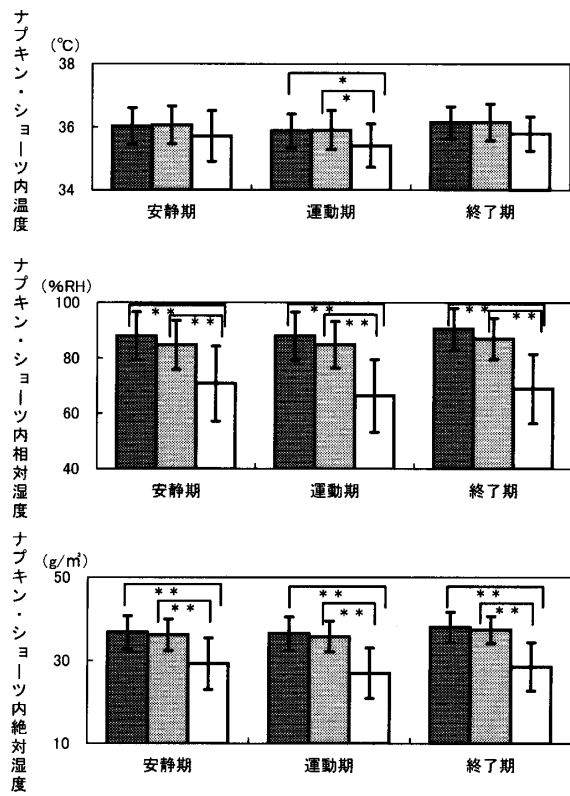 ナプキン・ショーツ内温度
(℃)
38
36
34
*
*
安静期
運動期
終了期
ナプキン・ショーツ内相対湿度
(%RH)
100
80
60
40
**
**
**
**
**
**
安静期
運動期
終了期
ナプキン・ショーツ内絶対湿度
(g/㎡)
50
30
10
**
**
**
**
**
**
安静期
運動期
終了期